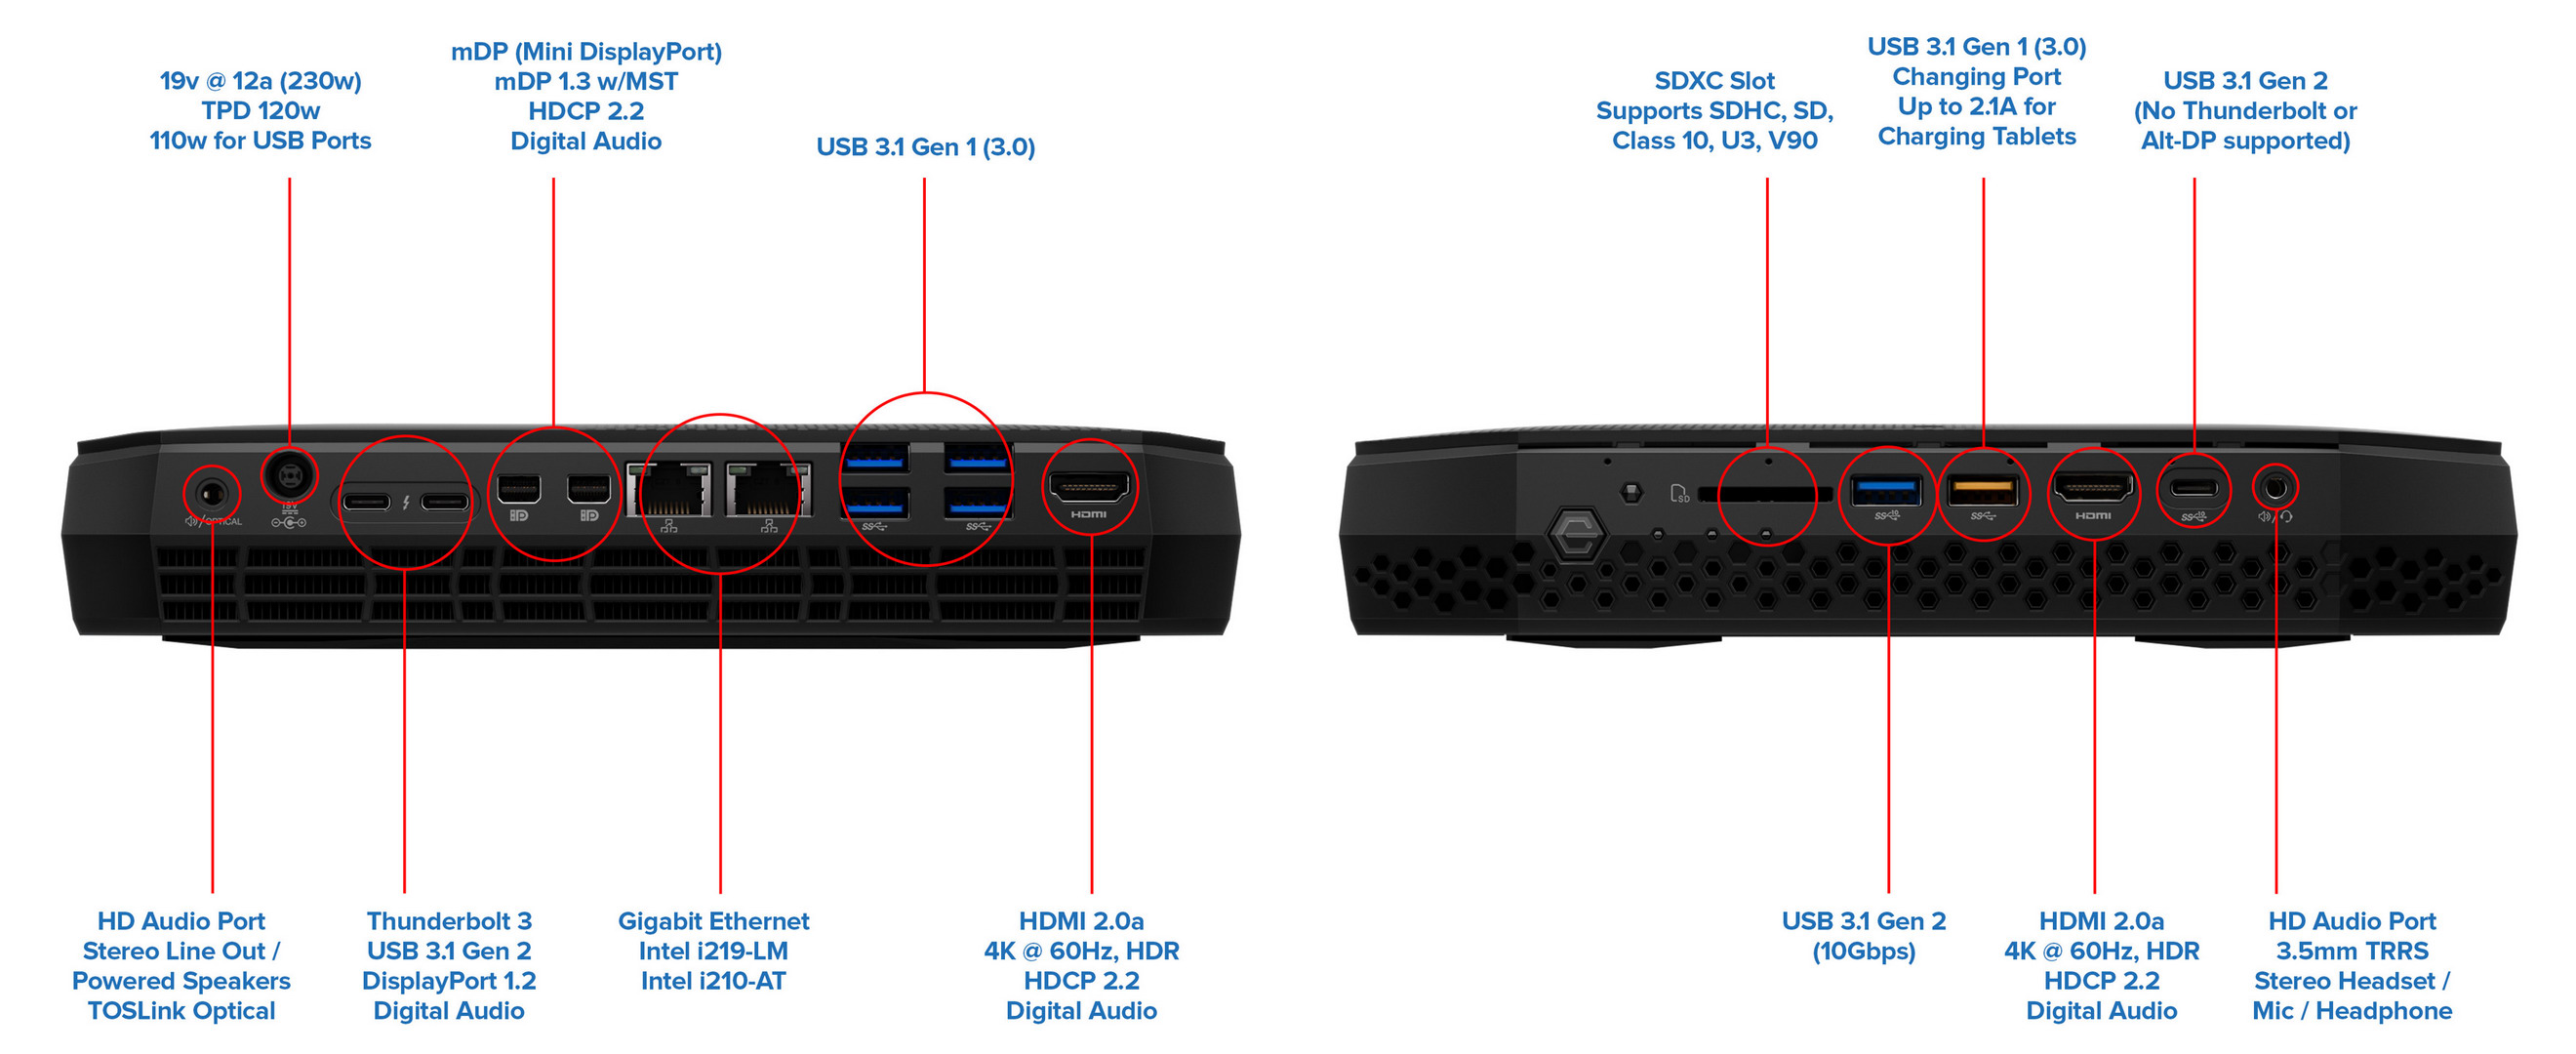 19v @ 12a (230w)
TPD 120w
110w for USB Ports
mDP (Mini DisplayPort)
mDP 1.3 w/MST
HDCP 2.2
Digital Audio
USB 3.1 Gen 1 (3.0)
SDXC Slot
Supports SDHC, SD,
Class 10, U3, V90
USB 3.1 Gen 1 (3.0)
Changing Port
Up to 2.1A for
Charging Tablets
USB 3.1 Gen 2
(No Thunderbolt or
Alt-DP supported)
/OPTICAL
19V
HDMI
SD
HDMI
HD Audio Port
Stereo Line Out /
Powered Speakers
TOSLink Optical
Thunderbolt 3
USB 3.1 Gen 2
DisplayPort 1.2
Digital Audio
Gigabit Ethernet
Intel i219-LM
Intel i210-AT
HDMI 2.0a
4K @ 60Hz, HDR
HDCP 2.2
Digital Audio
USB 3.1 Gen 2
(10Gbps)
HDMI 2.0a
4K @ 60Hz, HDR
HDCP 2.2
Digital Audio
HD Audio Port
3.5mm TRRS
Stereo Headset /
Mic / Headphone